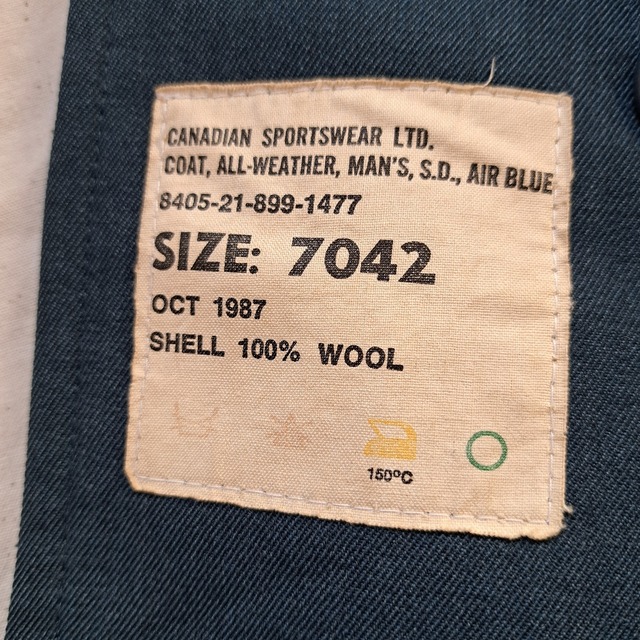 CANADIAN SPORTSWEAR LTD.
COAT, ALL-WEATHER, MAN'S, S.D., AIR BLUE
8405-21-899-1477
SIZE: 7042
OCT 1987
SHELL 100% WOOL
150°C